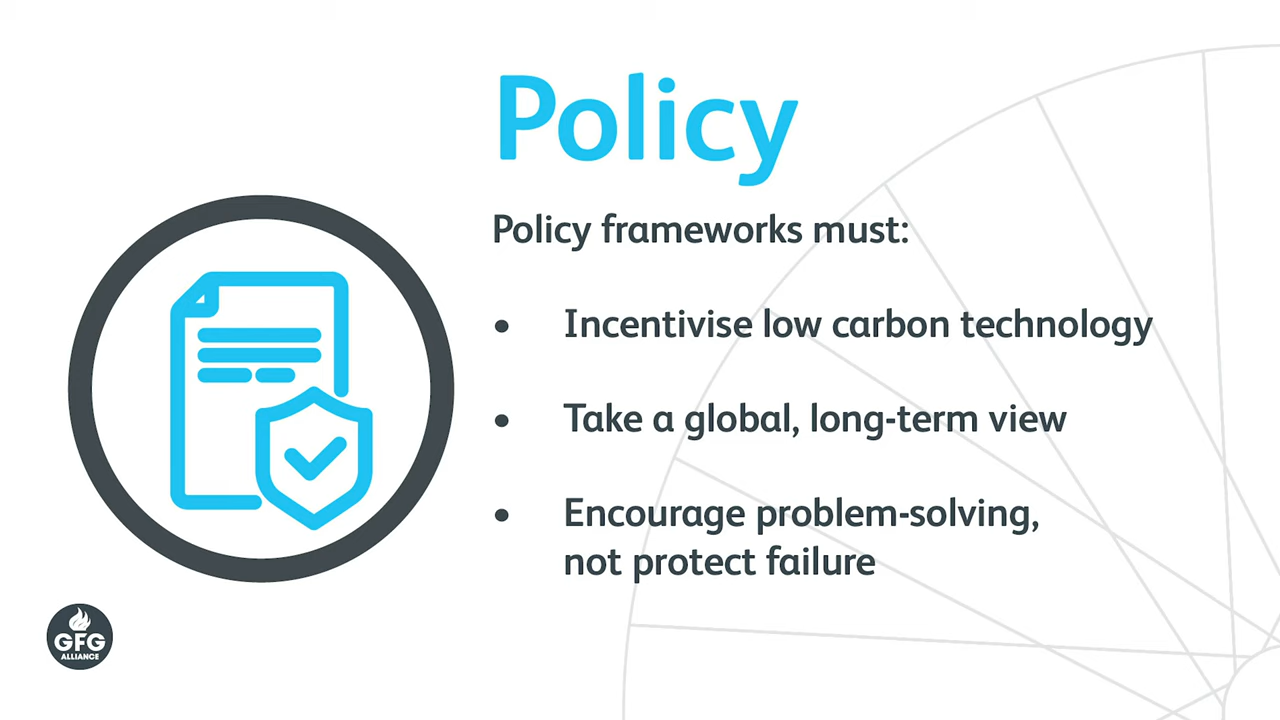 Policy
Policy frameworks must:
• Incentivise low carbon technology
• Take a global, long-term view
• Encourage problem-solving,
not protect failure
GFG
ALLIANCE